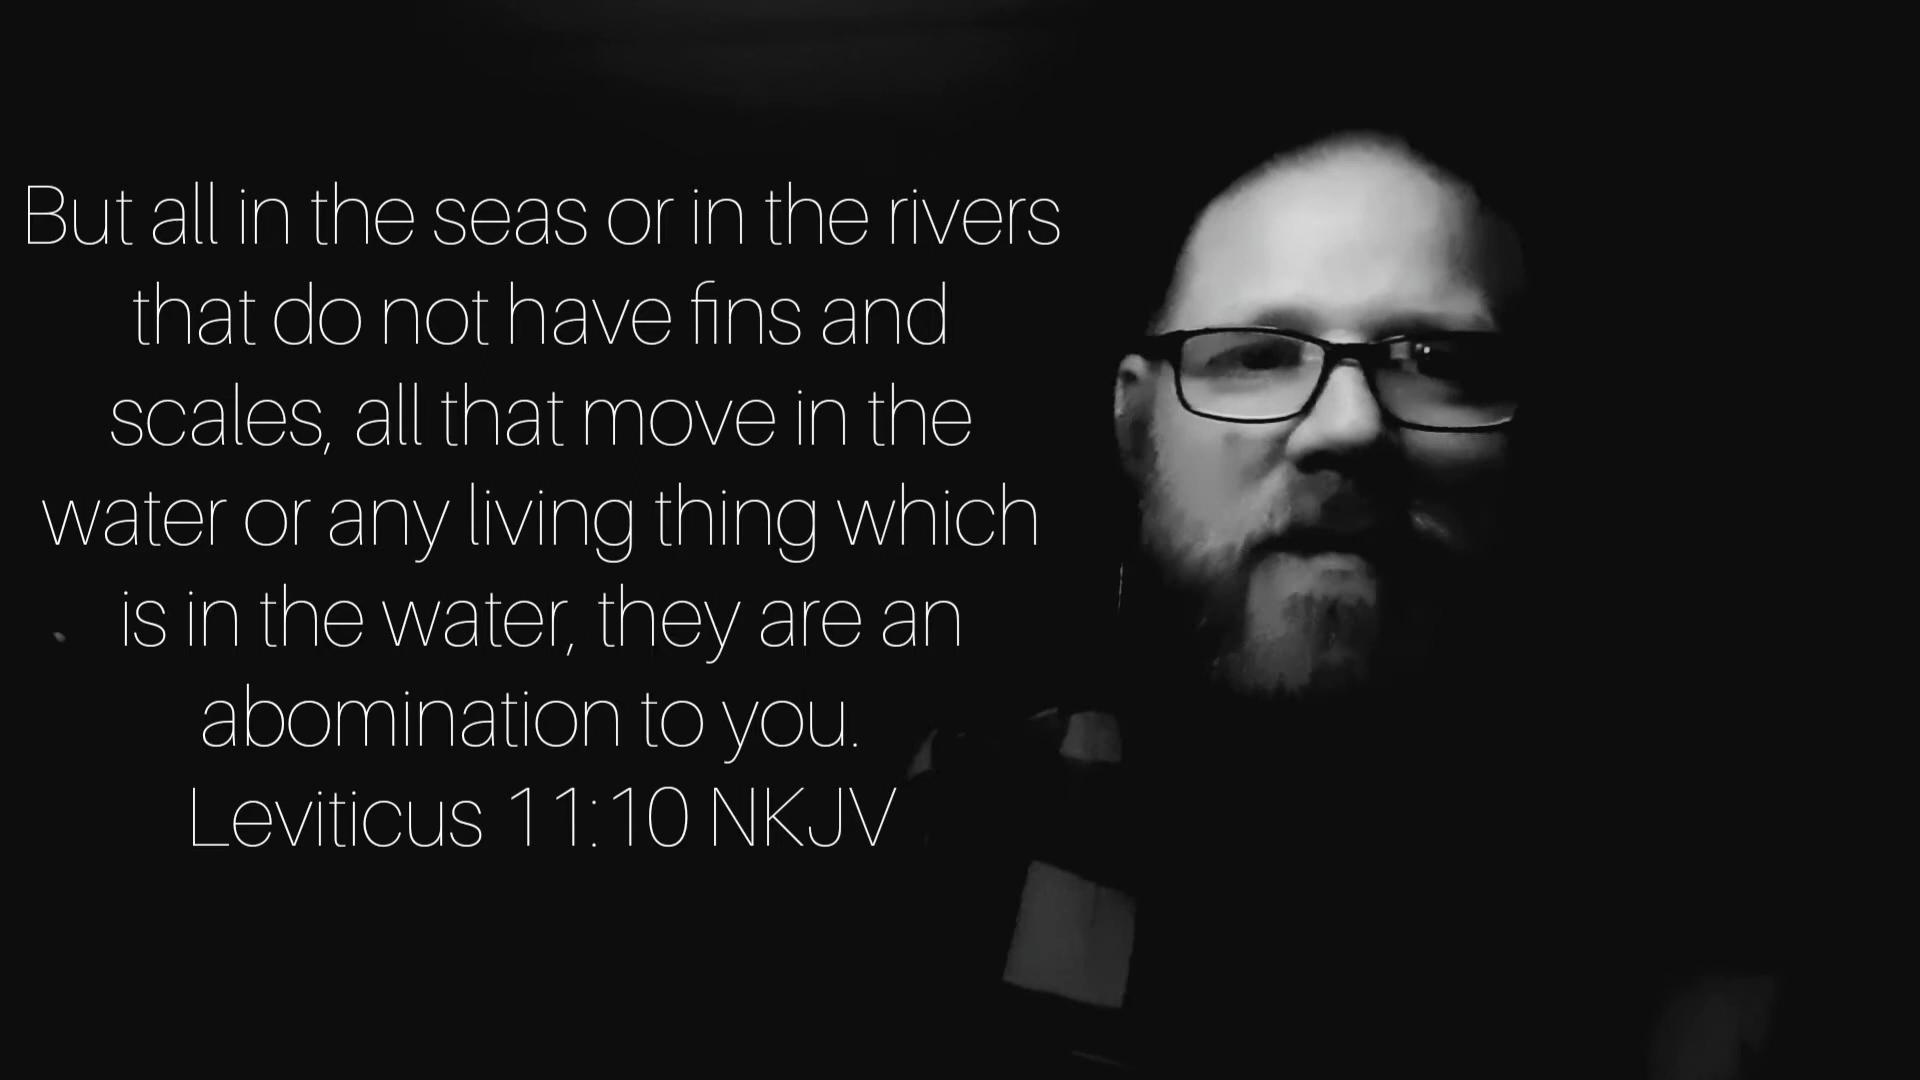 But all in the seas or in the rivers
that do not have fins and
scales, all that move in the
water or any living thing which
is in the water, they are an
abomination to you.
Leviticus 11:10 NKJV